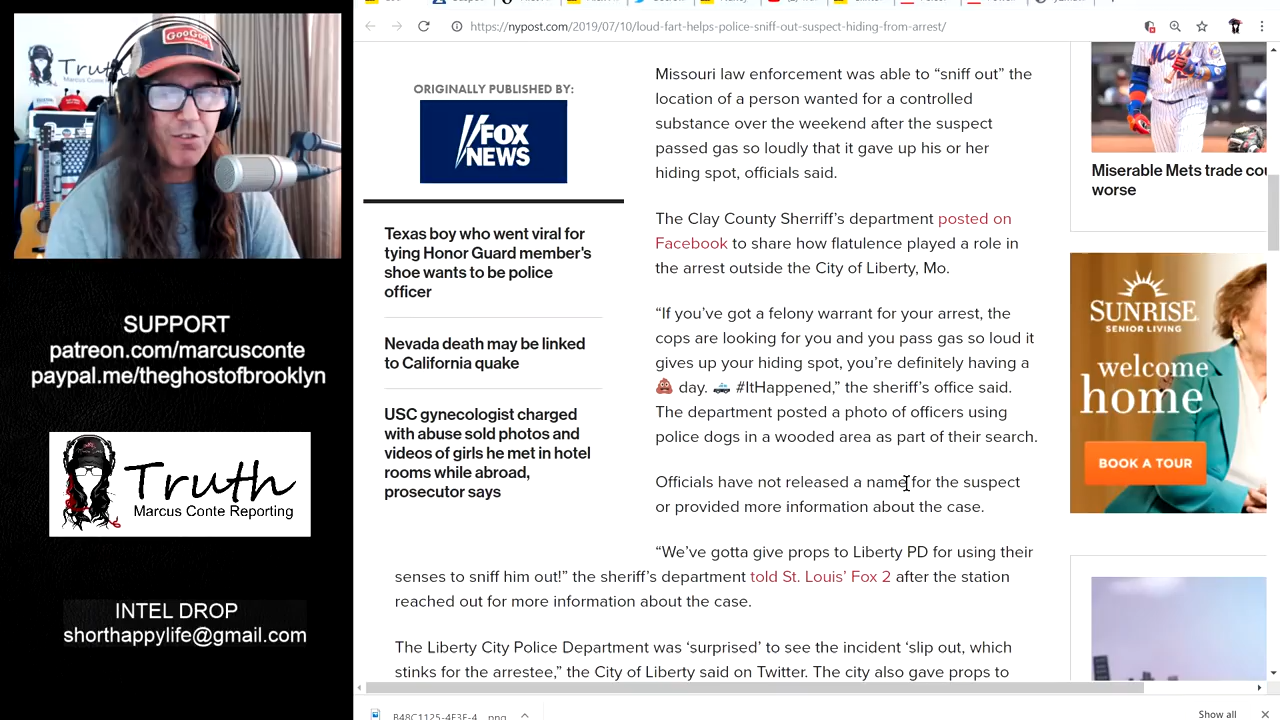 GOOGOO
Truth
Marcus Conte Reporting
SUPPORT
patreon.com/marcusconte
paypal.me/theghostofbrooklyn
Truth
Marcus Conte Reporting
INTEL DROP
shorthappylife@gmail.com
https://nypost.com/2019/07/10/loud-fart-helps-police-sniff-out-suspect-hiding-from-arrest/
ORIGINALLY PUBLISHED BY:
FOX
NEWS
Texas boy who went viral for
tying Honor Guard member's
shoe wants to be police
officer
Nevada death may be linked
to California quake
USC gynecologist charged
with abuse sold photos and
videos of girls he met in hotel
rooms while abroad,
prosecutor says
Missouri law enforcement was able to “sniff out” the
location of a person wanted for a controlled
substance over the weekend after the suspect
passed gas so loudly that it gave up his or her
hiding spot, officials said.
The Clay County Sherriff’s department posted on
Facebook to share how flatulence played a role in
the arrest outside the City of Liberty, Mo.
“If you’ve got a felony warrant for your arrest, the
cops are looking for you and you pass gas so loud it
gives up your hiding spot, you’re definitely having a
💩 day. 🚓 #ItHappened,” the sheriff’s office said.
The department posted a photo of officers using
police dogs in a wooded area as part of their search.
Officials have not released a name for the suspect
or provided more information about the case.
“We’ve gotta give props to Liberty PD for using their
senses to sniff him out!” the sheriff’s department told St. Louis’ Fox 2 after the station
reached out for more information about the case.
The Liberty City Police Department was ‘surprised’ to see the incident ‘slip out, which
stinks for the arrestee,” the City of Liberty said on Twitter. The city also gave props to
Mets
Miserable Mets trade cou
worse
SUNRISE
SENIOR LIVING
welcome
home
BOOK A TOUR
B48C1125-4F3F-4....png
Show all